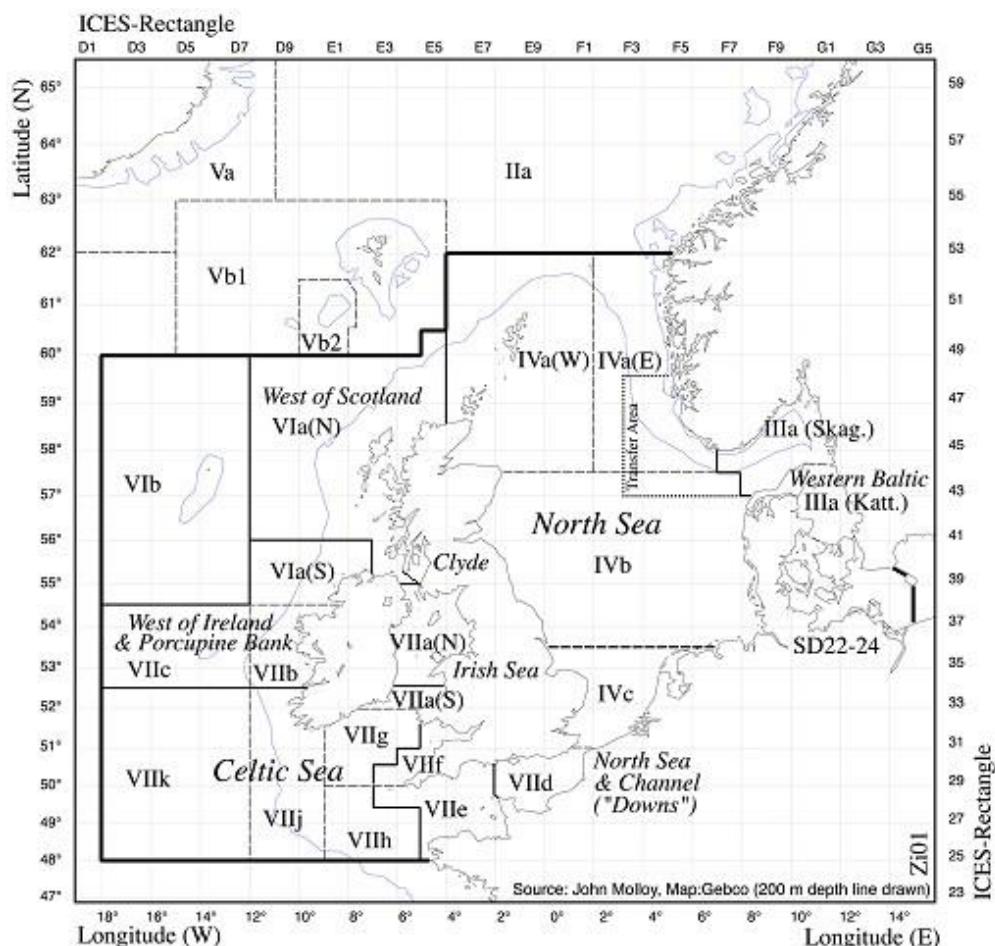 ICES-Rectangle
D1 D3 D5 D7 D9 E1 E3 E5 E7 E9 F1 F3 F5 F7 F9 G1 G3 G5
Latitude (N)
65°
64°
63°
62°
61°
60°
59°
58°
57°
56°
55°
54°
53°
52°
51°
50°
49°
48°
47°
59
57
55
53
51
49
47
45
43
41
39
37
35
33
31
29
27
25
23
ICES-Rectangle
Va
IIa
Vb1
Vb2
IVa(W)
IVa(E)
West of Scotland
VIa(N)
Transfer Area
IIIa (Skag.)
VIb
Western Baltic
IIIa (Katt.)
North Sea
IVb
Clyde
VIa(S)
West of Ireland
& Porcupine Bank
VIIc
VIIb
VIIa(N)
Irish Sea
SD22-24
VIIa(S)
IVc
VIIg
VIIk
Celtic Sea
VIIf
VIId
North Sea
& Channel
("Downs")
VIIj
VIIe
VIIh
Zi01
Source: John Molloy, Map:Gebco (200 m depth line drawn)
18° 16° 14° 12° 10° 8° 6° 4° 2° 0° 2° 4° 6° 8° 10° 12° 14°
Longitude (W)
Longitude (E)